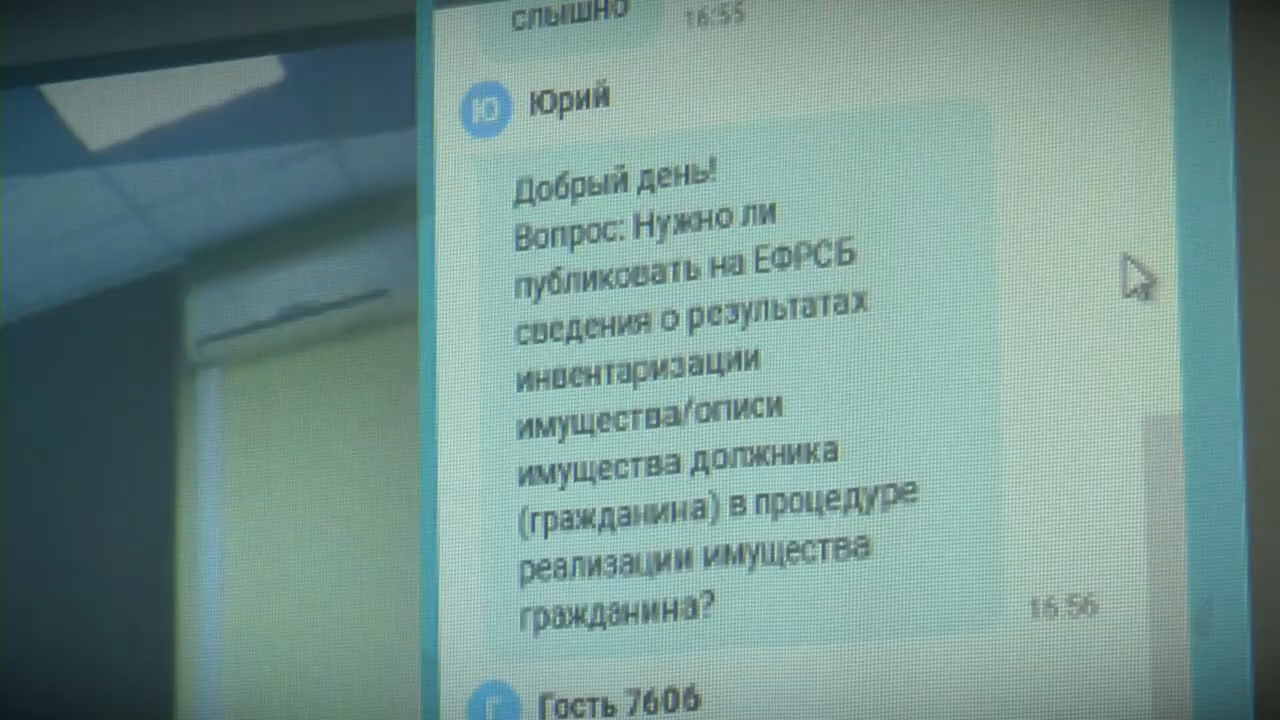 слышно
16:55
Ю
Юрий
Добрый день!
Вопрос: Нужно ли
публиковать на ЕФРСБ
сведения о результатах
инвентаризации
имущества/описи
имущества должника
(гражданина) в процедуре
реализации имущества
гражданина?
16:56
Г
Гость 7606